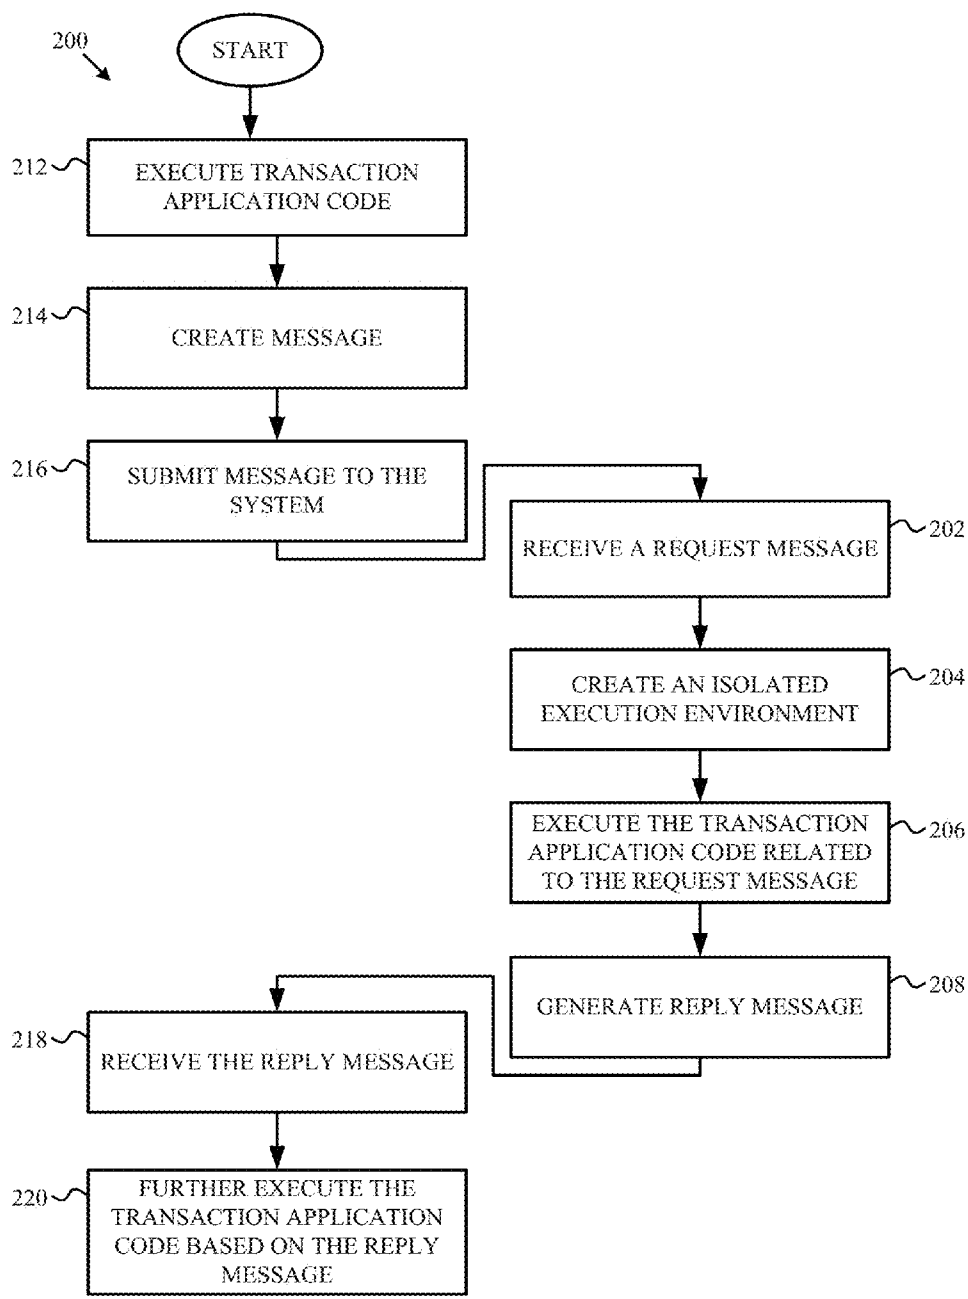 200
START
212
EXECUTE TRANSACTION
APPLICATION CODE
214
CREATE MESSAGE
216
SUBMIT MESSAGE TO THE
SYSTEM
202
RECEIVE A REQUEST MESSAGE
204
CREATE AN ISOLATED
EXECUTION ENVIRONMENT
206
EXECUTE THE TRANSACTION
APPLICATION CODE RELATED
TO THE REQUEST MESSAGE
208
GENERATE REPLY MESSAGE
218
RECEIVE THE REPLY MESSAGE
220
FURTHER EXECUTE THE
TRANSACTION APPLICATION
CODE BASED ON THE REPLY
MESSAGE